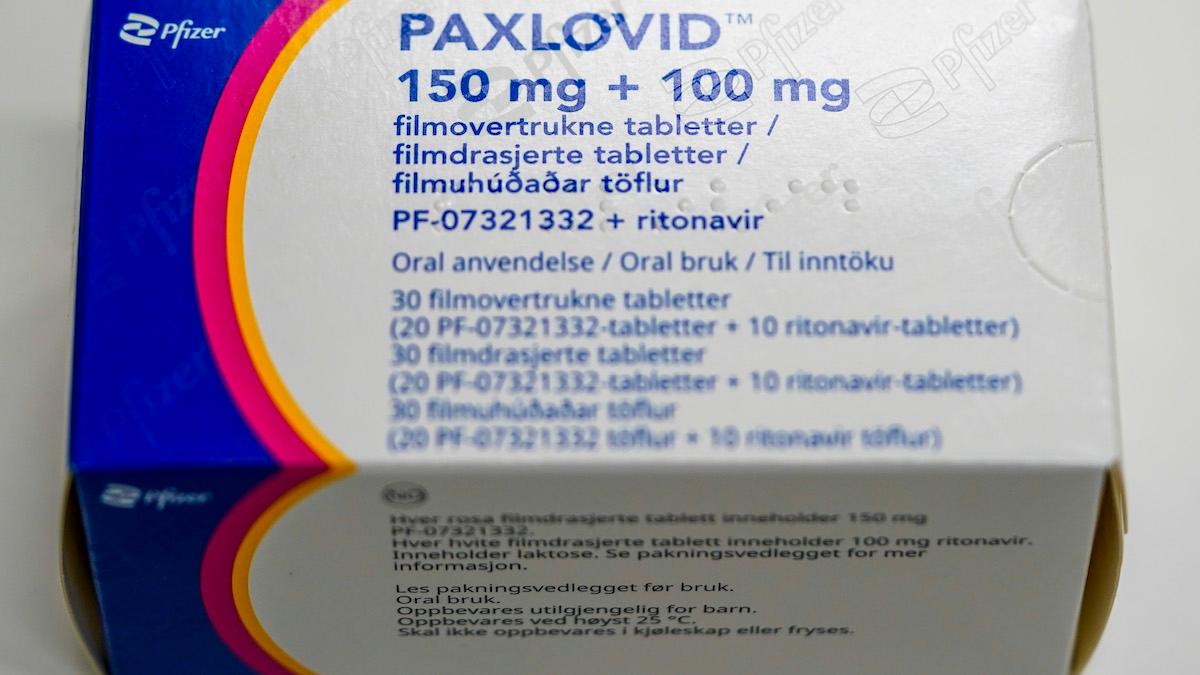 Pfizer
PAXLOVID™
150 mg + 100 mg
filmovertrukne tabletter /
filmdrasjerte tabletter /
filmuhúðaðar töflur
PF-07321332 + ritonavir
Oral anvendelse / Oral bruk / Til inntöku
30 filmovertrukne tabletter
(20 PF-07321332-tabletter + 10 ritonavir-tabletter)
30 filmdrasjerte tabletter
(20 PF-07321332-tabletter + 10 ritonavir-tabletter)
30 filmuhúðaðar töflur
(20 PF-07321332 töflur + 10 ritonavir töflur)
Pfizer
Hver rosa filmdrasjerte tablett inneholder 150 mg
PF-07321332.
Hver hvite filmdrasjerte tablett inneholder 100 mg ritonavir.
Inneholder laktose. Se pakningsvedlegget for mer
informasjon.
Les pakningsvedlegget før bruk.
Oral bruk.
Oppbevares utilgjengelig for barn.
Oppbevares ved høyst 25 °C.
Skal ikke oppbevares i kjøleskap eller fryses.